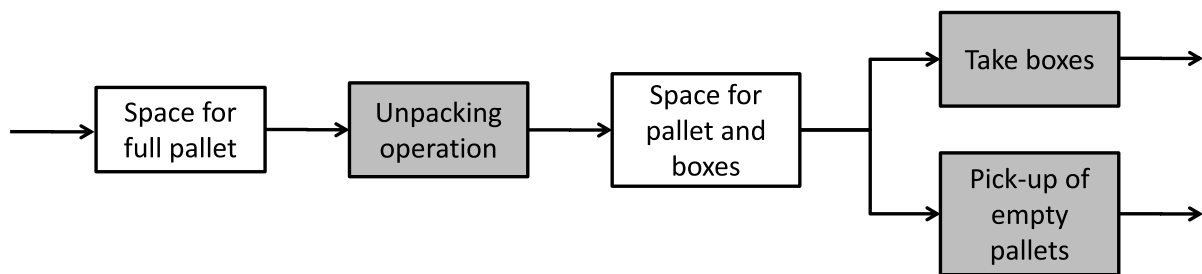 Space for
full pallet
Unpacking
operation
Space for
pallet and
boxes
Take boxes
Pick-up of
empty
pallets